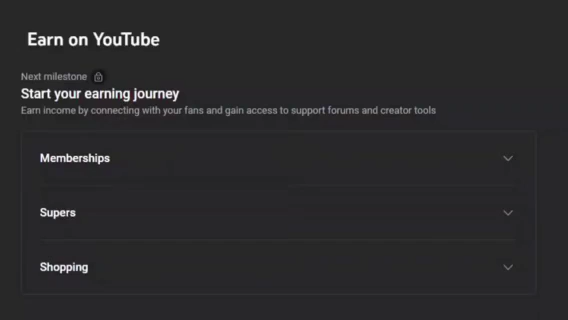 Earn on YouTube
Next milestone
Start your earning journey
Earn income by connecting with your fans and gain access to support forums and creator tools
Memberships
Supers
Shopping